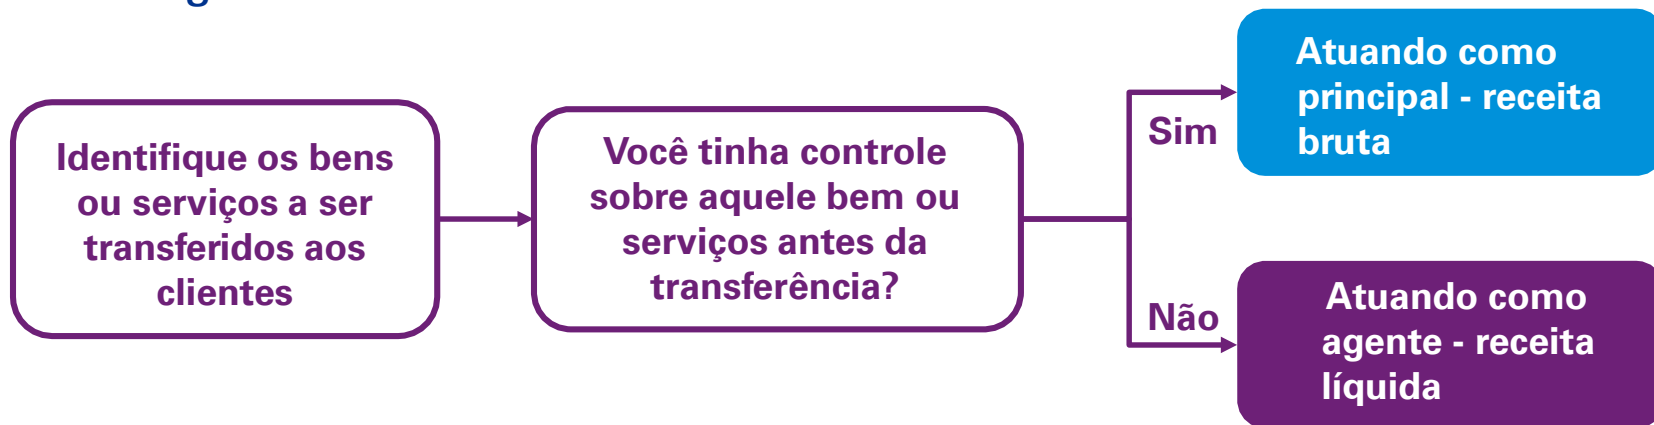 Identifique os bens
ou serviços a ser
transferidos aos
clientes
Você tinha controle
sobre aquele bem ou
serviços antes da
transferência?
Sim
Atuando como
principal - receita
bruta
Não
Atuando como
agente - receita
líquida